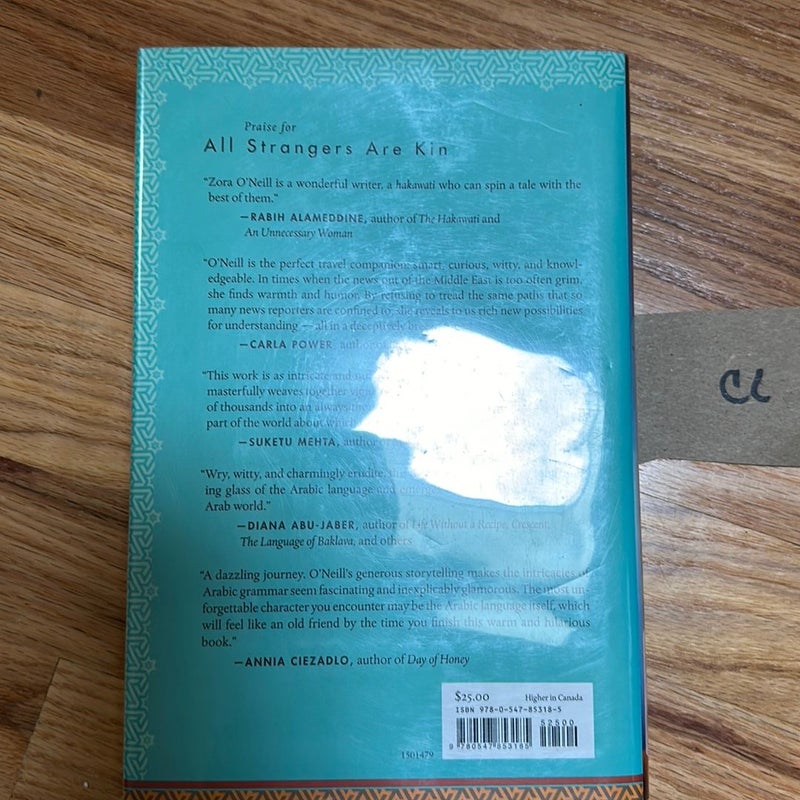 Praise for
All Strangers Are Kin
“Zora O’Neill is a wonderful writer, a hakawati who can spin a tale with the
best of them.”
—RABIH ALAMEDDINE, author of The Hakawati and
An Unnecessary Woman
“O’Neill is the perfect travel companion: smart, curious, witty, and knowl-
edgeable. In times when the news out of the Middle East is too often grim,
she finds warmth and humor. By refusing to tread the same paths that so
many news reporters are confined to, she reveals to us rich new possibilities
for understanding — all in a deceptively
—CARLA POWER,
“This work is as intricate and
masterfully weaves together
of thousands into an always
part of the world about which
—SUKETU MEHTA, author
“Wry, witty, and charmingly erudite,
ing glass of the Arabic language and
Arab world.”
—DIANA ABU-JABER, author of Life Without a Recipe, Crescent,
The Language of Baklava, and others
“A dazzling journey. O’Neill’s generous storytelling makes the intricacies of
Arabic grammar seem fascinating and inexplicably glamorous. The most un-
forgettable character you encounter may be the Arabic language itself, which
will feel like an old friend by the time you finish this warm and hilarious
book.”
—ANNIA CIEZADLO, author of Day of Honey
$25.00 Higher in Canada
ISBN 978-0-547-85318-5
52500
9 780547 853185
1501479